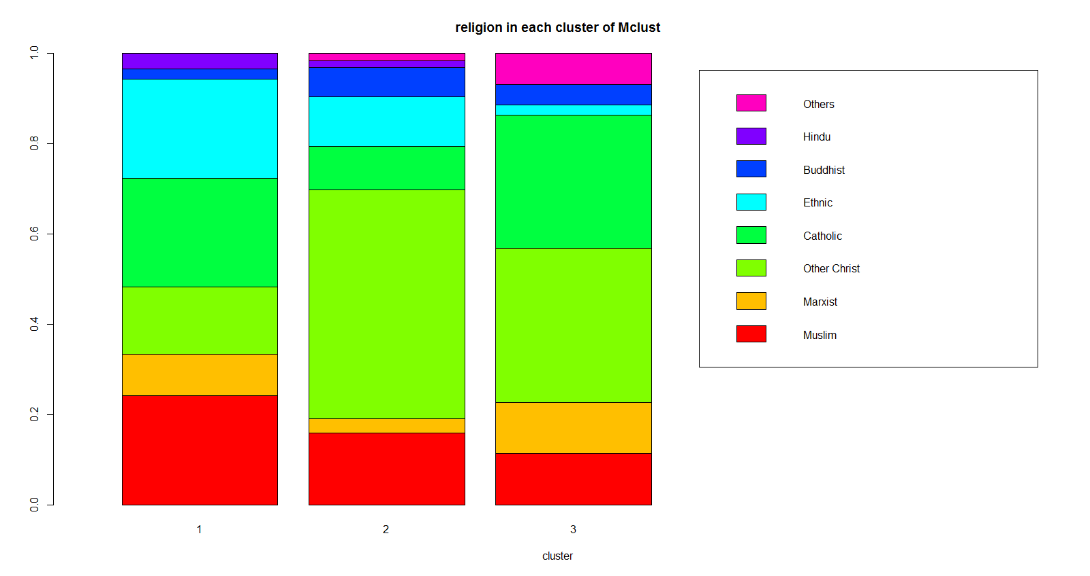 religion in each cluster of Mclust
1.0
0.8
0.6
0.4
0.2
0.0
1
2
3
cluster
Others
Hindu
Buddhist
Ethnic
Catholic
Other Christ
Marxist
Muslim